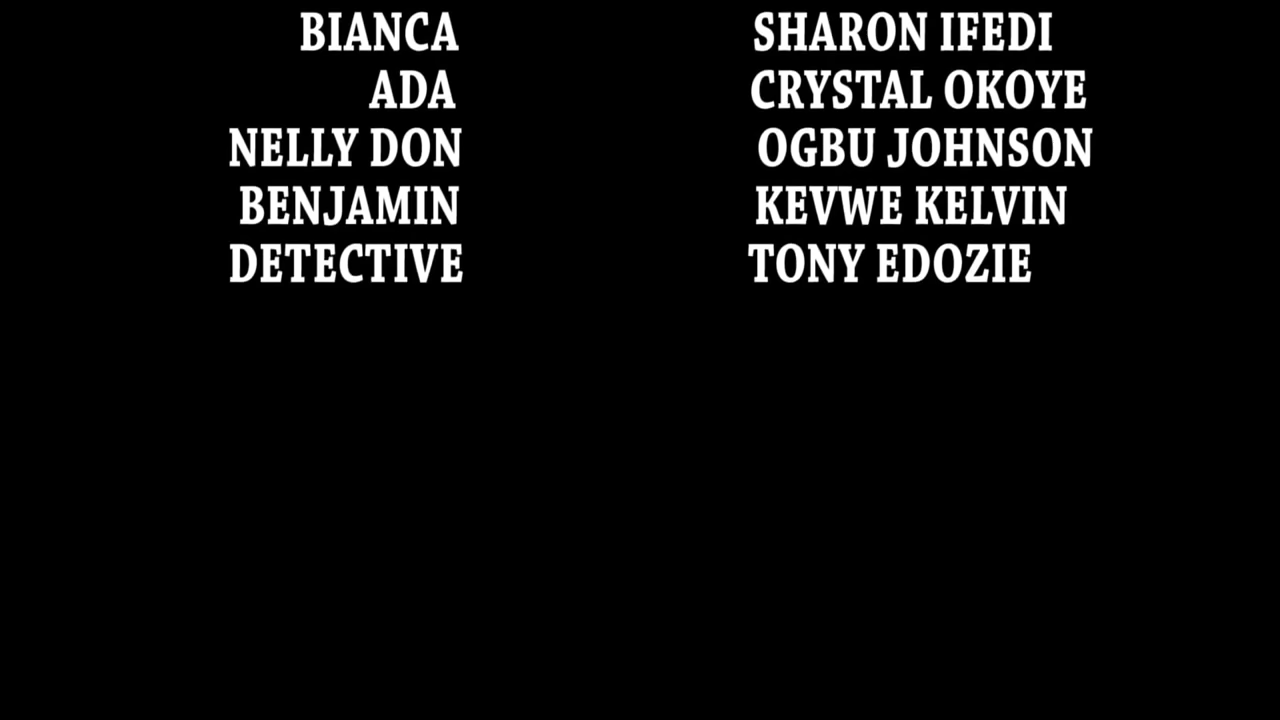 BIANCA SHARON IFEDI
ADA CRYSTAL OKOYE
NELLY DON OGBU JOHNSON
BENJAMIN KEVWE KELVIN
DETECTIVE TONY EDOZIE